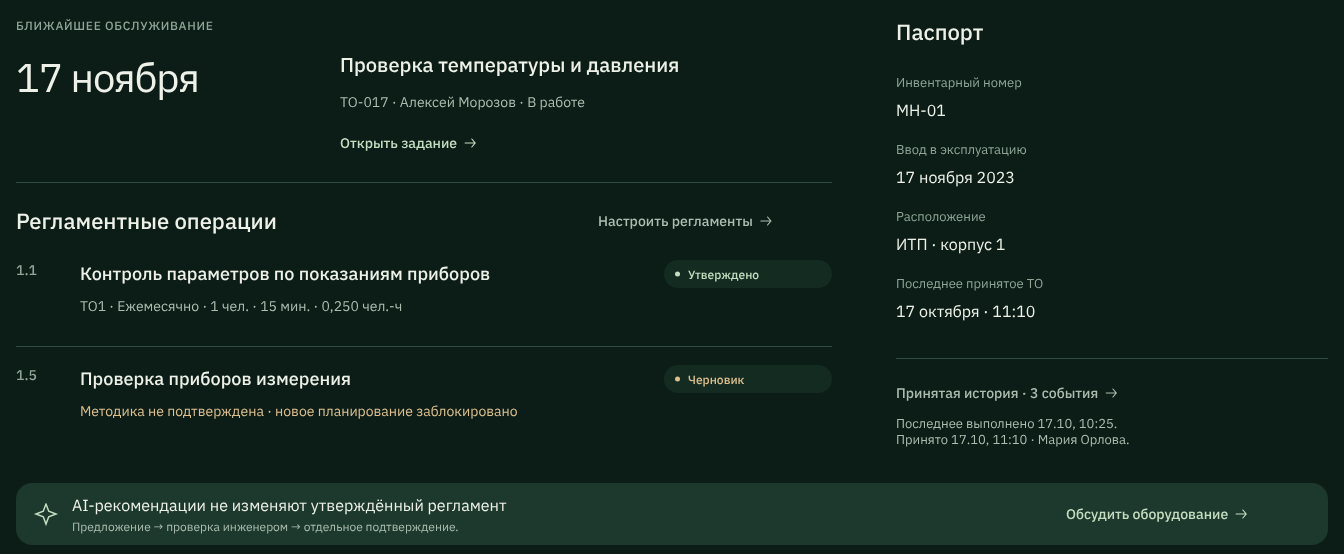 БЛИЖАЙШЕЕ ОБСЛУЖИВАНИЕ
17 ноября
Проверка температуры и давления
ТО-017 · Алексей Морозов · В работе
Открыть задание →
Регламентные операции
Настроить регламенты →
1.1
Контроль параметров по показаниям приборов
Утверждено
ТО1 · Ежемесячно · 1 чел. · 15 мин. · 0,250 чел.-ч
1.5
Проверка приборов измерения
Черновик
Методика не подтверждена · новое планирование заблокировано
Паспорт
Инвентарный номер
МН-01
Ввод в эксплуатацию
17 ноября 2023
Расположение
ИТП · корпус 1
Последнее принятое ТО
17 октября · 11:10
Принятая история · 3 события →
Последнее выполнено 17.10, 10:25.
Принято 17.10, 11:10 · Мария Орлова.
AI-рекомендации не изменяют утверждённый регламент
Предложение → проверка инженером → отдельное подтверждение.
Обсудить оборудование →